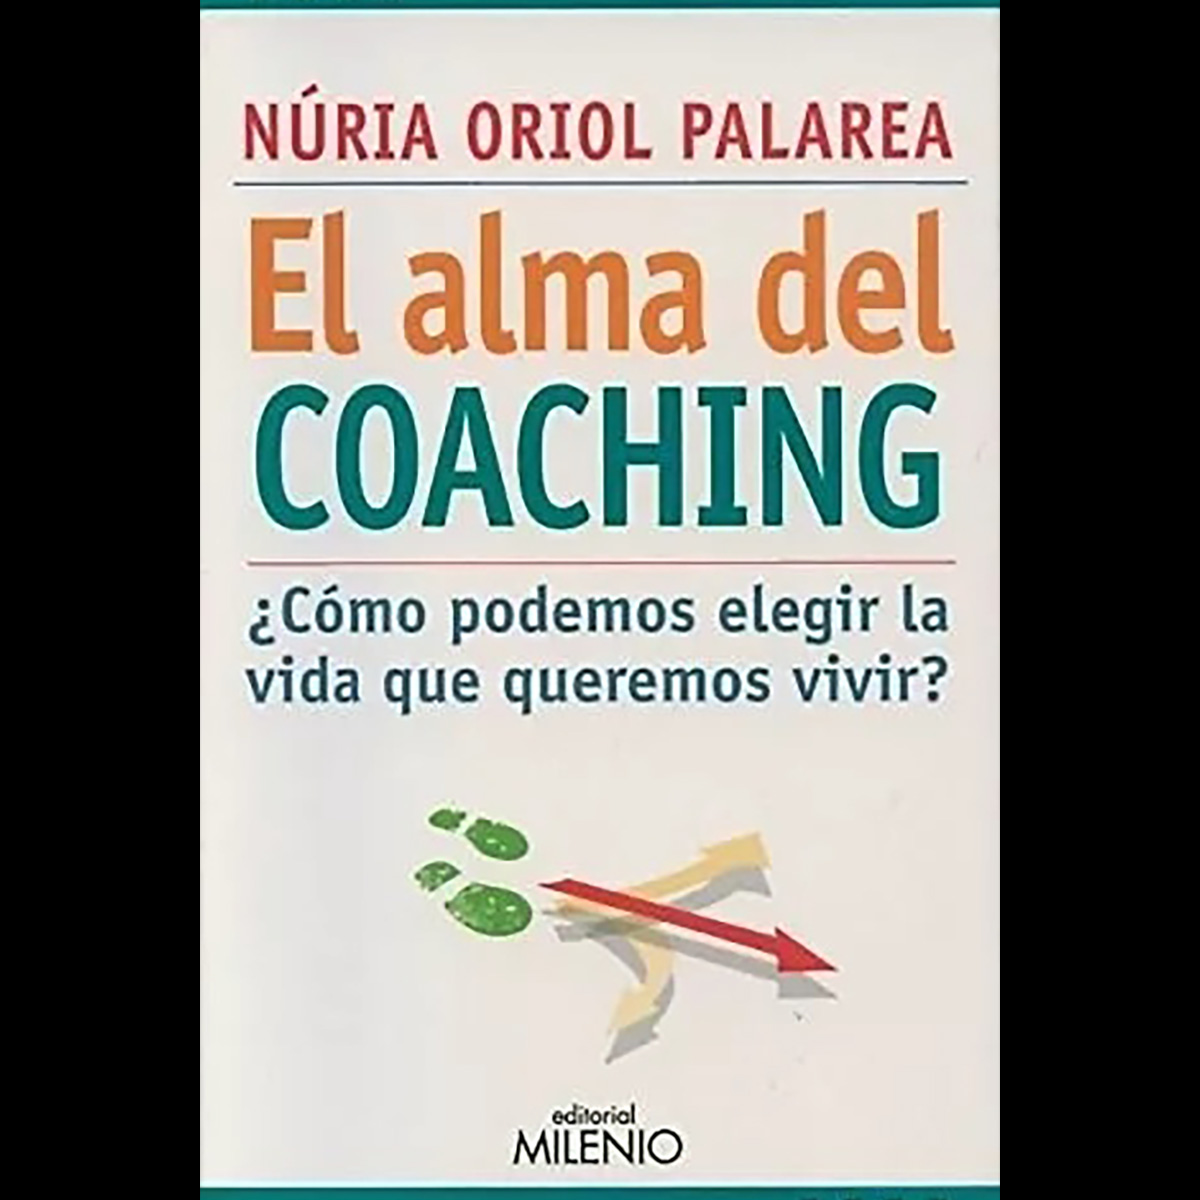 NÚRIA ORIOL PALAREA
El alma del
COACHING
¿Cómo podemos elegir la
vida que queremos vivir?
editorial
MILENIO